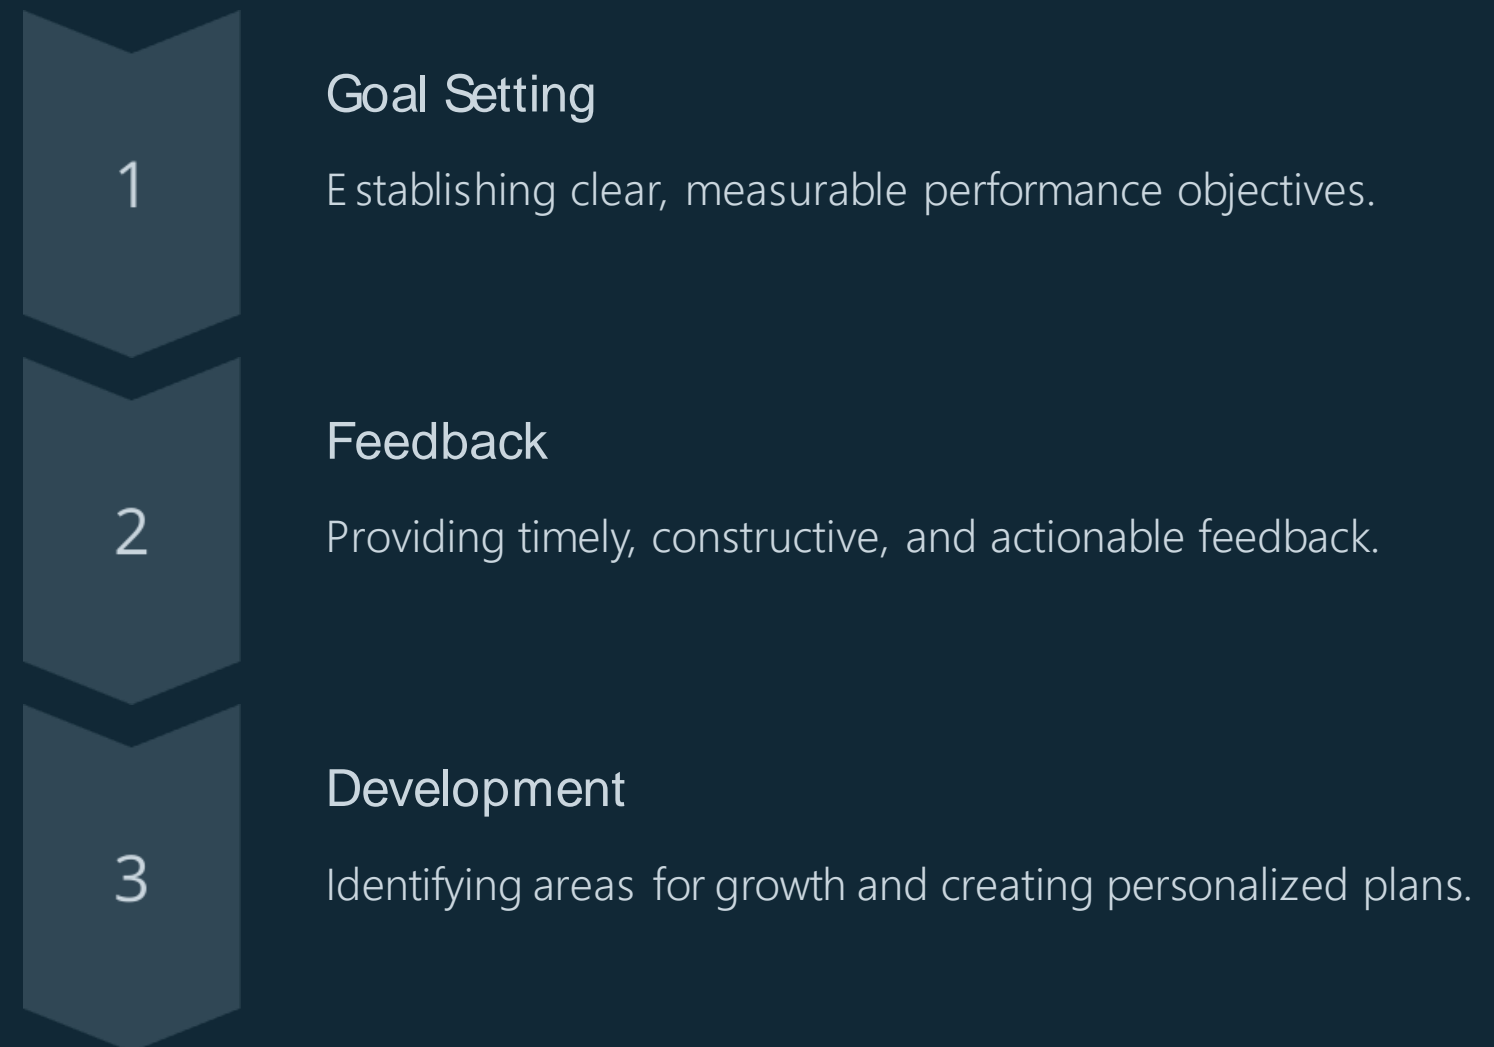 1
Goal Setting
Establishing clear, measurable performance objectives.
2
Feedback
Providing timely, constructive, and actionable feedback.
3
Development
Identifying areas for growth and creating personalized plans.